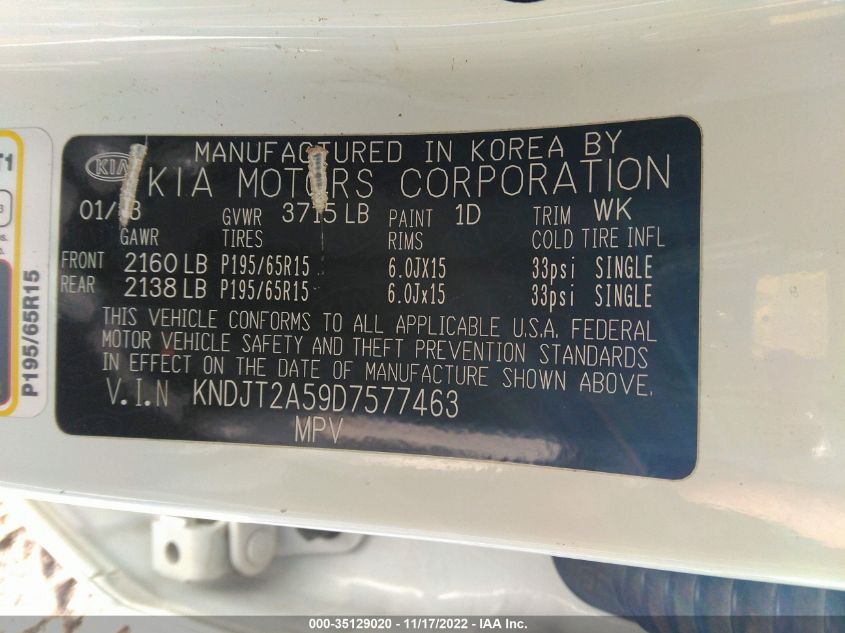 KIA
MANUFACTURED IN KOREA BY
KIA MOTORS CORPORATION
GVWR 3715 LB PAINT 1D TRIM WK
GAWR TIRES RIMS COLD TIRE INFL
FRONT 2160 LB P195/65R15 6.0JX15 33psi SINGLE
REAR 2138 LB P195/65R15 6.0Jx15 33psi SINGLE
THIS VEHICLE CONFORMS TO ALL APPLICABLE U.S.A. FEDERAL
MOTOR VEHICLE SAFETY AND THEFT PREVENTION STANDARDS
IN EFFECT ON THE DATE OF MANUFACTURE SHOWN ABOVE.
V.I.N KNDJT2A59D7577463
MPV
P195/65R15
000-35129020 - 11/17/2022 - IAA Inc.